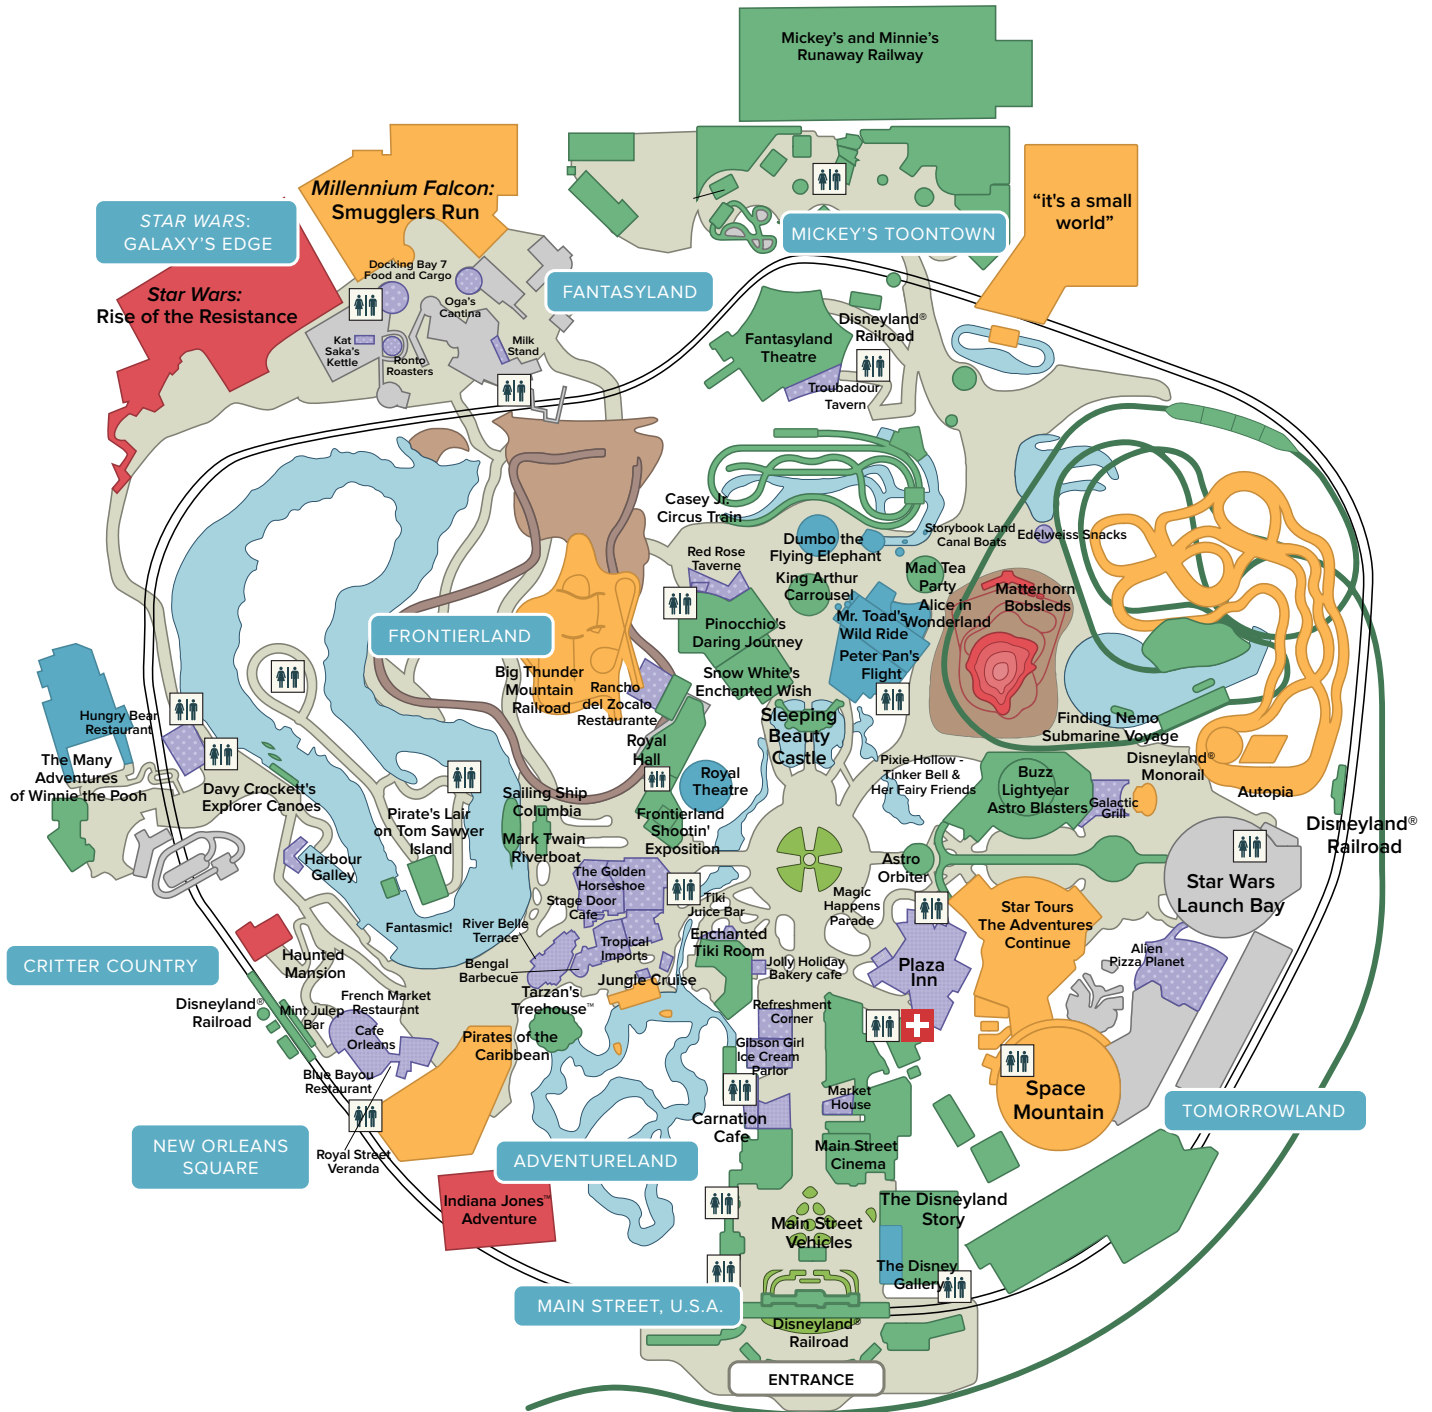 Mickey's and Minnie's
Runaway Railway
Millennium Falcon:
Smugglers Run
STAR WARS:
GALAXY'S EDGE
"it's a small
world"
MICKEY'S TOONTOWN
Docking Bay 7
Food and Cargo
Oga's
Cantina
FANTASYLAND
Star Wars:
Rise of the Resistance
Kat
Saka's
Kettle
Ronto
Roasters
Milk
Stand
Disneyland®
Railroad
Fantasyland
Theatre
Troubadour
Tavern
Casey Jr.
Circus Train
Dumbo the
Flying Elephant
Storybook Land
Canal Boats
Edelweiss Snacks
Red Rose
Taverne
King Arthur
Carrousel
Mad Tea
Party
Matterhorn
Bobsleds
Alice in
Wonderland
Mr. Toad's
Wild Ride
Pinocchio's
Daring Journey
Peter Pan's
Flight
Snow White's
Enchanted Wish
FRONTIERLAND
Big Thunder
Mountain
Railroad
Rancho
del Zocalo
Restaurante
Sleeping
Beauty
Castle
Finding Nemo
Submarine Voyage
Hungry Bear
Restaurant
The Many
Adventures
of Winnie the Pooh
Davy Crockett's
Explorer Canoes
Royal
Hall
Royal
Theatre
Pixie Hollow -
Tinker Bell &
Her Fairy Friends
Buzz
Lightyear
Astro Blasters
Disneyland®
Monorail
Galactic
Grill
Autopia
Sailing Ship
Columbia
Pirate's Lair
on Tom Sawyer
Island
Mark Twain
Riverboat
Frontierland
Shootin'
Exposition
Disneyland®
Railroad
Harbour
Galley
The Golden
Horseshoe
Stage Door
Cafe
Astro
Orbiter
Star Wars
Launch Bay
Magic
Happens
Parade
Tiki
Juice Bar
Star Tours
The Adventures
Continue
Fantasmic!
River Belle
Terrace
Enchanted
Tiki Room
Tropical
Imports
Alien
Pizza Planet
CRITTER COUNTRY
Haunted
Mansion
Bengal
Barbecue
Jungle Cruise
Jolly Holiday
Bakery cafe
Plaza
Inn
Tarzan's
Treehouse™
Disneyland®
Railroad
French Market
Restaurant
Mint Julep
Bar
Cafe
Orleans
Refreshment
Corner
Pirates of the
Caribbean
Gibson Girl
Ice Cream
Parlor
Blue Bayou
Restaurant
Space
Mountain
Market
House
TOMORROWLAND
Carnation
Cafe
NEW ORLEANS
SQUARE
Royal Street
Veranda
ADVENTURELAND
Main Street
Cinema
Indiana Jones™
Adventure
The Disneyland
Story
Main Street
Vehicles
The Disney
Gallery
MAIN STREET, U.S.A.
Disneyland®
Railroad
ENTRANCE